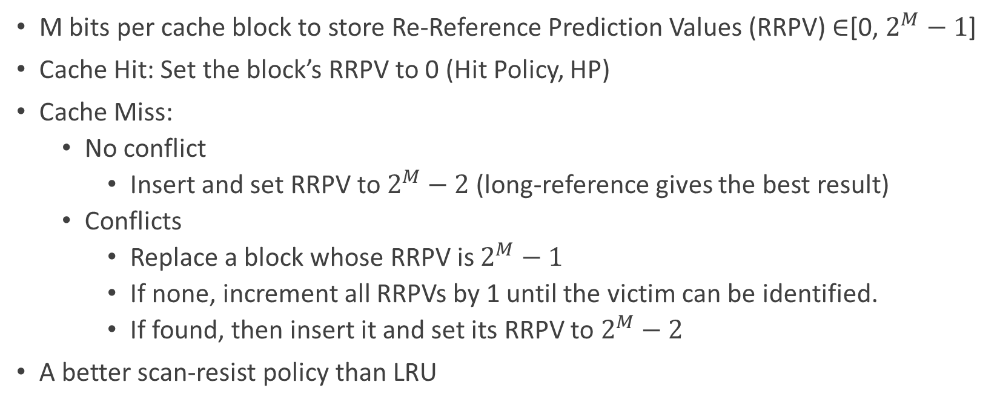 • M bits per cache block to store Re-Reference Prediction Values (RRPV) ∈[0, 2^M − 1]
• Cache Hit: Set the block’s RRPV to 0 (Hit Policy, HP)
• Cache Miss:
• No conflict
• Insert and set RRPV to 2^M − 2 (long-reference gives the best result)
• Conflicts
• Replace a block whose RRPV is 2^M − 1
• If none, increment all RRPVs by 1 until the victim can be identified.
• If found, then insert it and set its RRPV to 2^M − 2
• A better scan-resist policy than LRU